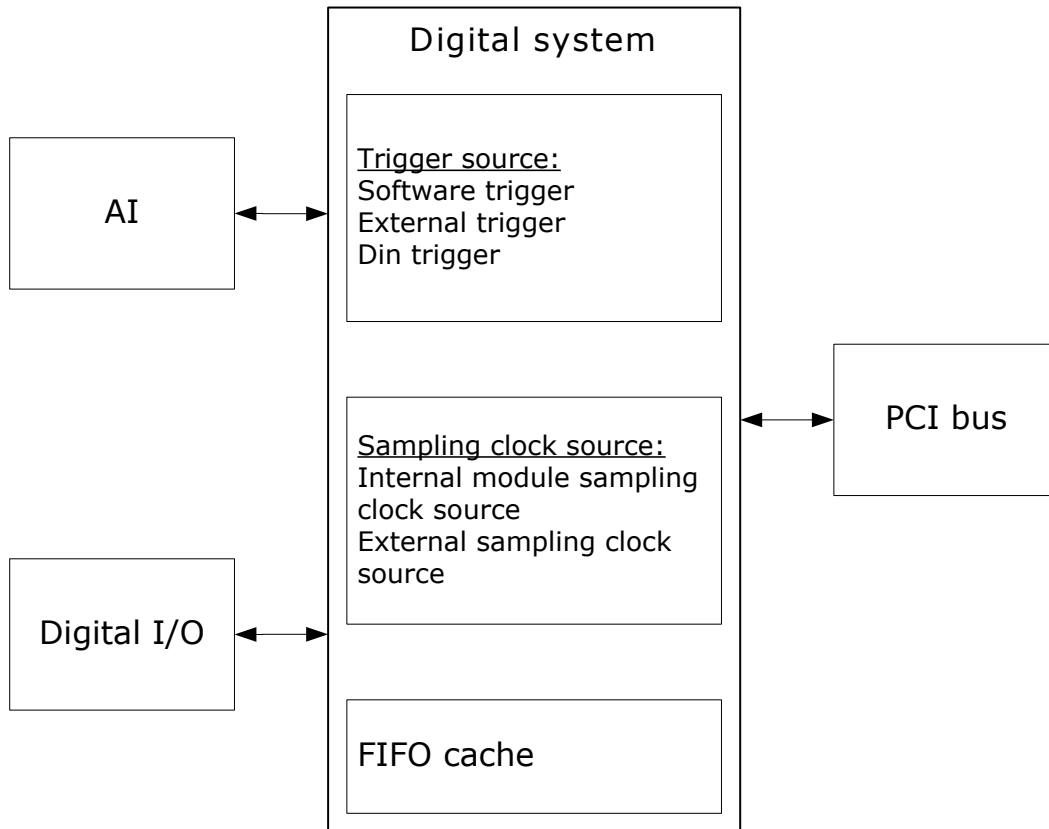 Digital system
Trigger source:
Software trigger
External trigger
Din trigger
AI
Sampling clock source:
Internal module sampling
clock source
External sampling clock
source
PCI bus
Digital I/O
FIFO cache